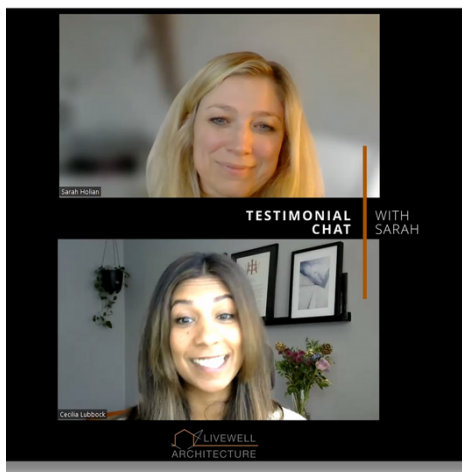 Sarah Holian
TESTIMONIAL
CHAT
WITH
SARAH
Cecilia Lubbock
LIVEWELL
ARCHITECTURE